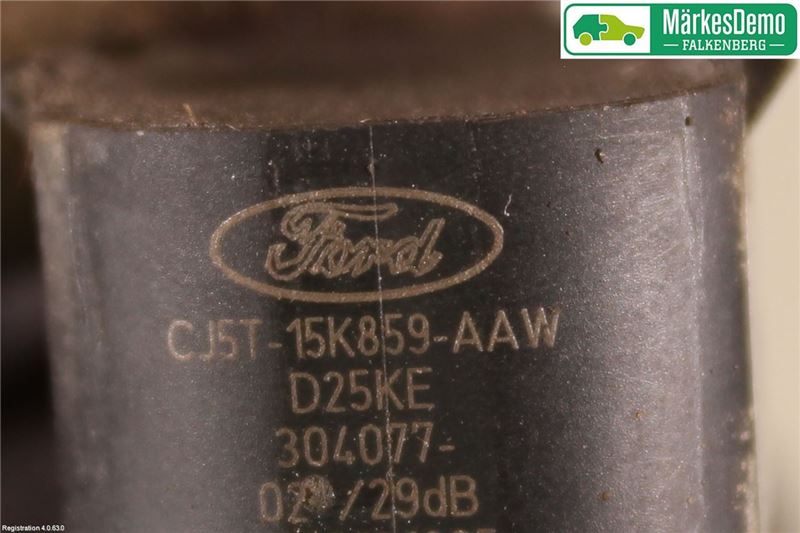 MärkesDemo
FALKENBERG
Ford
CJ5T-15K859-AAW
D25KE
304077-
/29dB
Registration 4.0.63.0